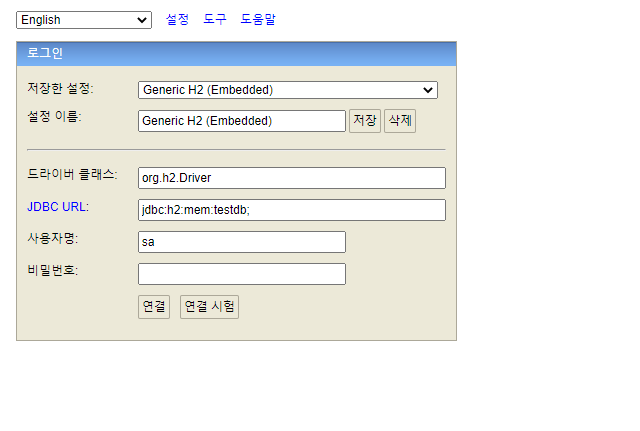 English 설정 도구 도움말
로그인
저장한 설정: Generic H2 (Embedded)
설정 이름: Generic H2 (Embedded) 저장 삭제
드라이버 클래스: org.h2.Driver
JDBC URL: jdbc:h2:mem:testdb;
사용자명: sa
비밀번호:
연결 연결 시험